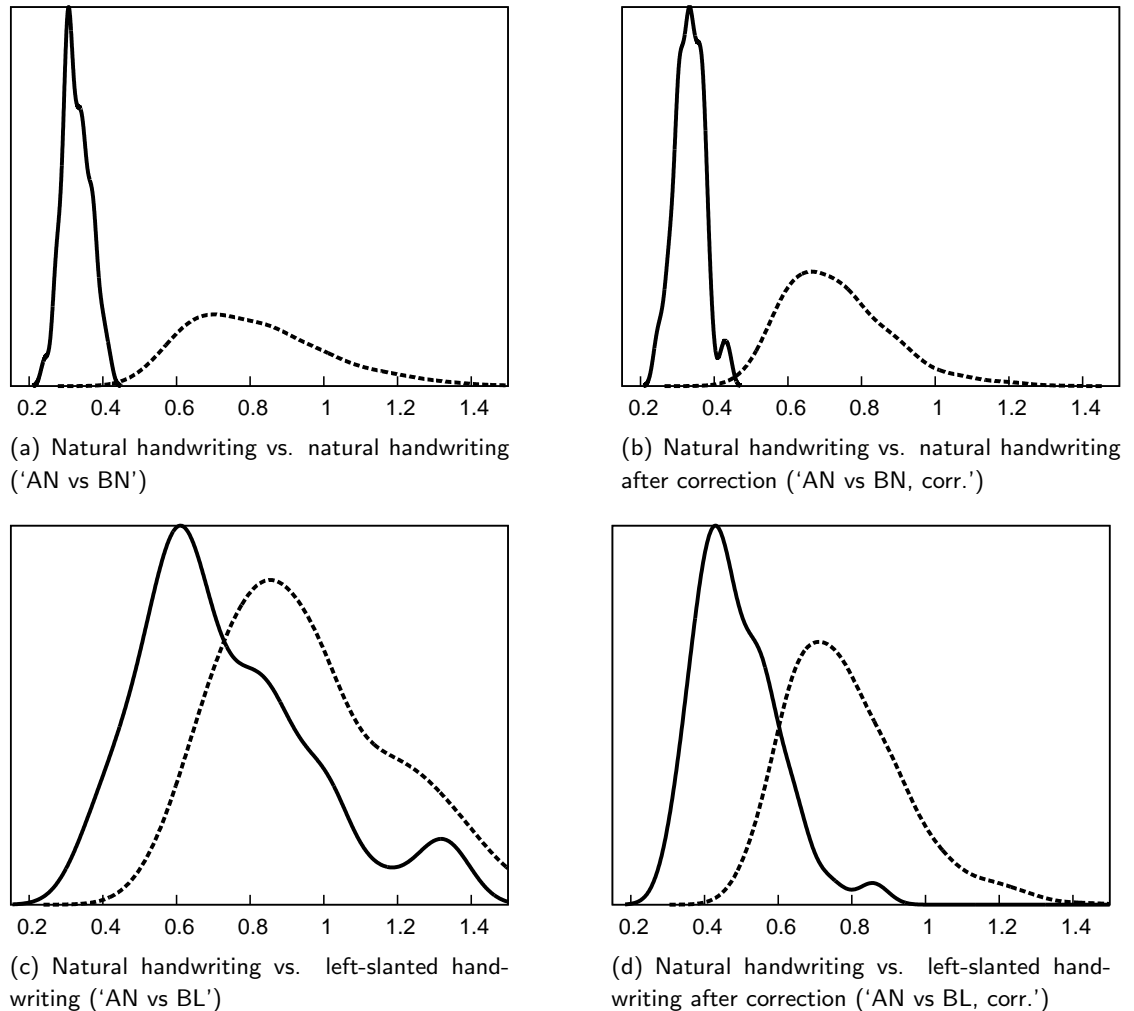 0.2 0.4 0.6 0.8 1 1.2 1.4
(a) Natural handwriting vs. natural handwriting
(‘AN vs BN’)
0.2 0.4 0.6 0.8 1 1.2 1.4
(b) Natural handwriting vs. natural handwriting
after correction (‘AN vs BN, corr.’)
0.2 0.4 0.6 0.8 1 1.2 1.4
(c) Natural handwriting vs. left-slanted hand-
writing (‘AN vs BL’)
0.2 0.4 0.6 0.8 1 1.2 1.4
(d) Natural handwriting vs. left-slanted hand-
writing after correction (‘AN vs BL, corr.’)